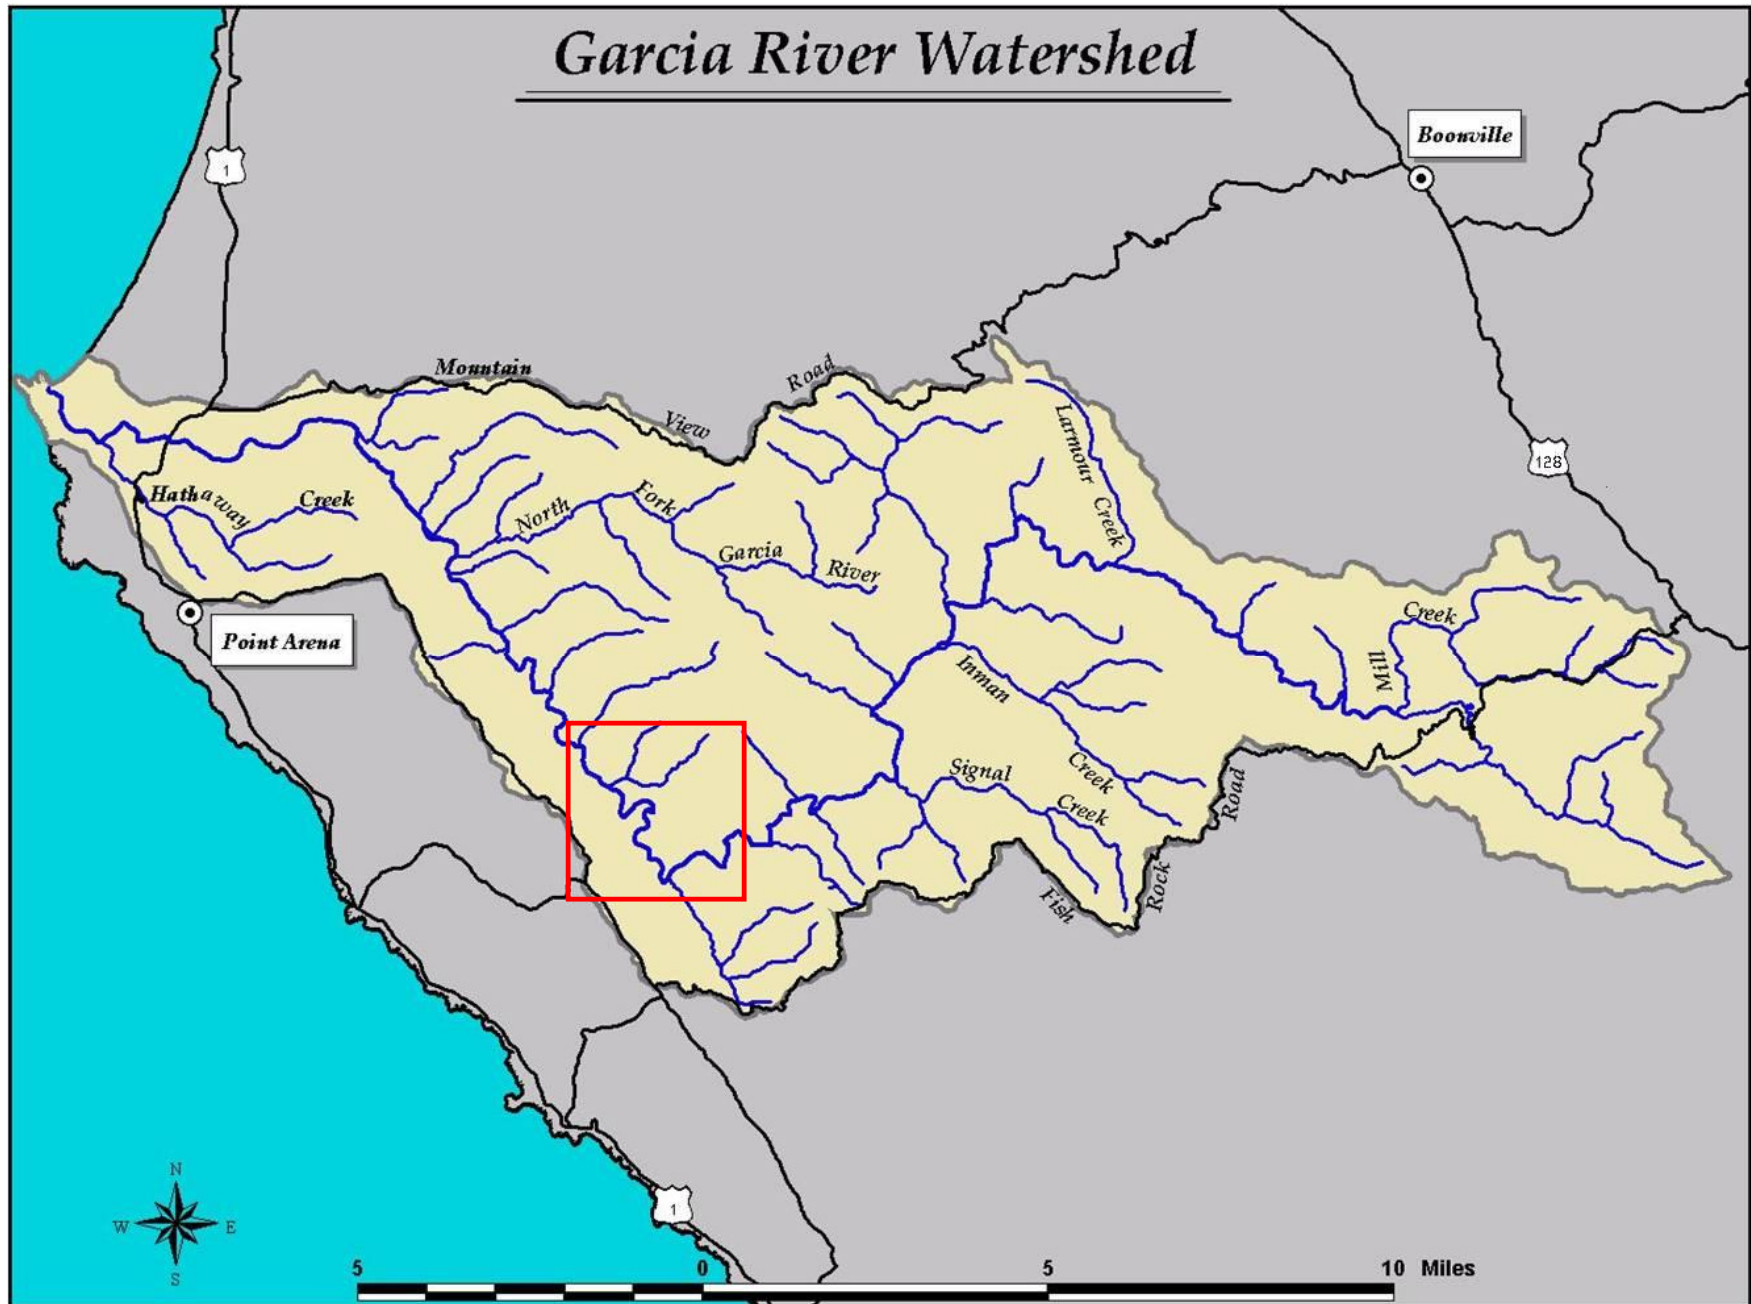 Garcia River Watershed
Boonville
1
Mountain
Road
View
Larmour
Creek
128
Hathaway
Creek
North
Fork
Garcia
River
Creek
Mill
Point Arena
Inman
Creek
Signal
Creek
Road
Rock
Fish
N
W
E
S
1
5
0
5
10 Miles